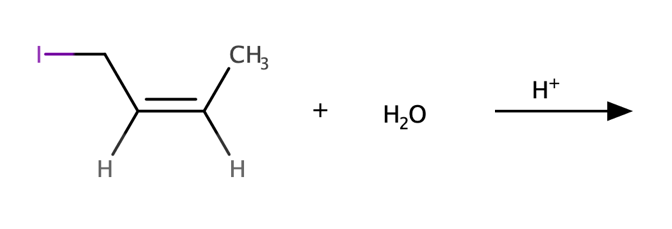 I CH₃
+ H₂O H⁺
H H